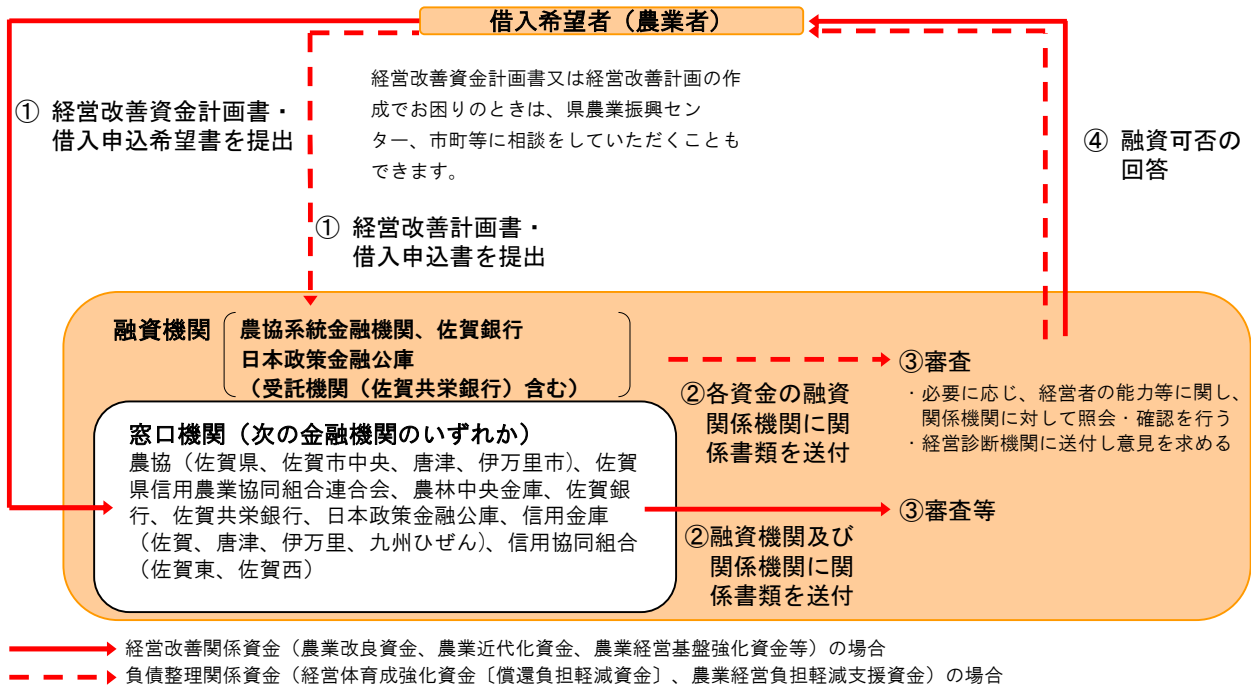 借入希望者（農業者）
経営改善資金計画書又は経営改善計画の作
成でお困りのときは、県農業振興セン
ター、市町等に相談をしていただくことも
できます。
① 経営改善資金計画書・
借入申込希望書を提出
④ 融資可否の
回答
① 経営改善計画書・
借入申込書を提出
融資機関
農協系統金融機関、佐賀銀行
日本政策金融公庫
（受託機関（佐賀共栄銀行）含む）
②各資金の融資
関係機関に関
係書類を送付
③審査
・必要に応じ、経営者の能力等に関し、
関係機関に対して照会・確認を行う
・経営診断機関に送付し意見を求める
窓口機関（次の金融機関のいずれか）
農協（佐賀県、佐賀市中央、唐津、伊万里市）、佐賀
県信用農業協同組合連合会、農林中央金庫、佐賀銀
行、佐賀共栄銀行、日本政策金融公庫、信用金庫
（佐賀、唐津、伊万里、九州ひぜん）、信用協同組合
（佐賀東、佐賀西）
②融資機関及び
関係機関に関
係書類を送付
③審査等
経営改善関係資金（農業改良資金、農業近代化資金、農業経営基盤強化資金等）の場合
負債整理関係資金（経営体育成強化資金〔償還負担軽減資金〕、農業経営負担軽減支援資金）の場合